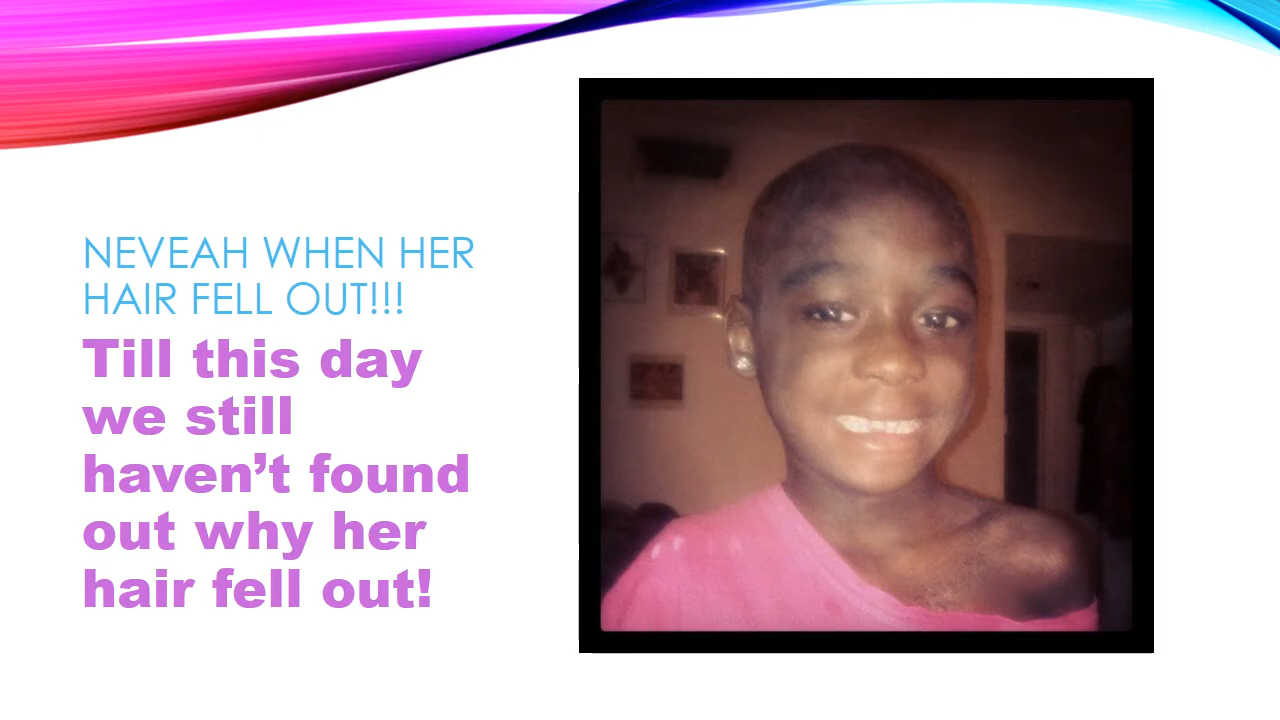 NEVEAH WHEN HER
HAIR FELL OUT!!!
Till this day
we still
haven’t found
out why her
hair fell out!